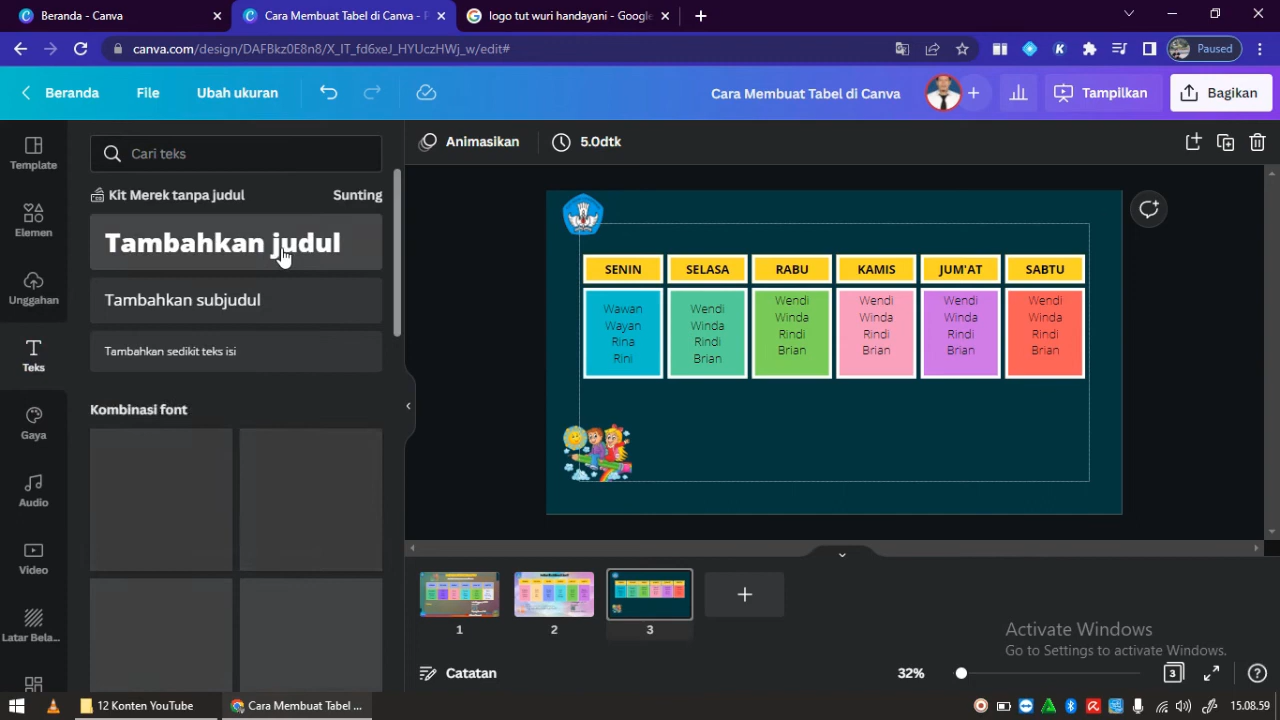 Beranda - Canva
Cara Membuat Tabel di Canva - P
logo tut wuri handayani - Google
canva.com/design/DAFBkz0E8n8/X_IT_fd6xeJ_HYUczHWj_w/edit#
Paused
Beranda
File
Ubah ukuran
Cara Membuat Tabel di Canva
Tampilkan
Bagikan
Template
Elemen
Unggahan
Teks
Gaya
Audio
Video
Latar Bela...
Cari teks
Kit Merek tanpa judul
Sunting
Tambahkan judul
Tambahkan subjudul
Tambahkan sedikit teks isi
Kombinasi font
Animasikan
5.0dtk
SENIN
SELASA
RABU
KAMIS
JUM'AT
SABTU
Wawan
Wayan
Rina
Rini
Wendi
Winda
Rindi
Brian
Wendi
Winda
Rindi
Brian
Wendi
Winda
Rindi
Brian
Wendi
Winda
Rindi
Brian
Wendi
Winda
Rindi
Brian
1
2
3
Activate Windows
Go to Settings to activate Windows.
Catatan
32%
3
12 Konten YouTube
Cara Membuat Tabel ...
15.08.59